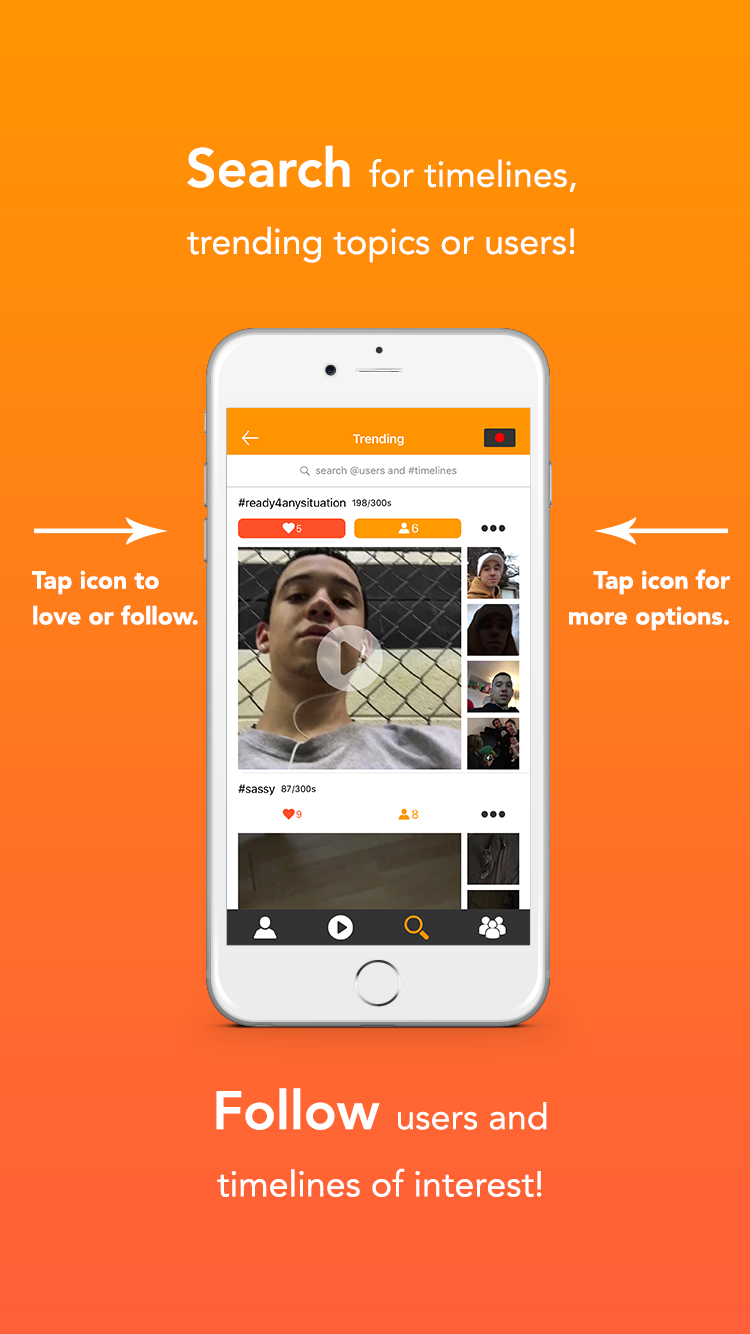 Search for timelines,
trending topics or users!
Trending
search @users and #timelines
#ready4anysituation 198/300s
5
6
Tap icon to
love or follow.
Tap icon for
more options.
#sassy 87/300s
9
8
Follow users and
timelines of interest!